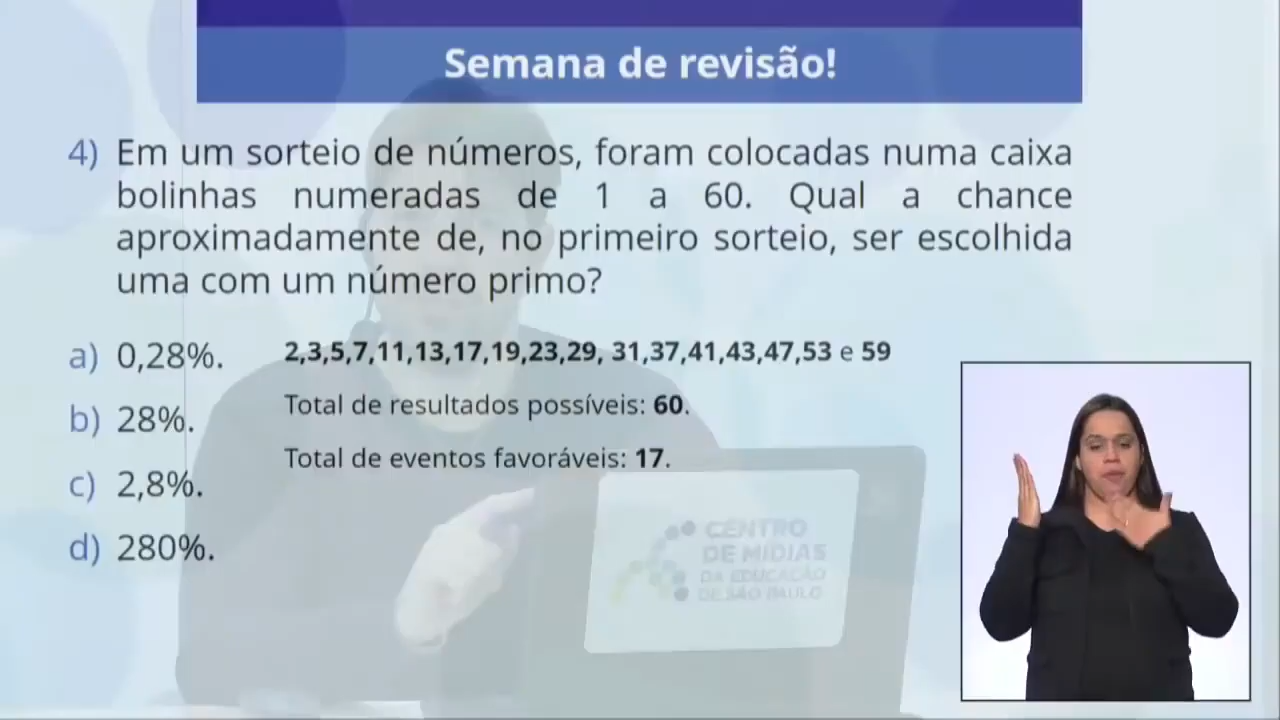 Semana de revisão!
4) Em um sorteio de números, foram colocadas numa caixa
bolinhas numeradas de 1 a 60. Qual a chance
aproximadamente de, no primeiro sorteio, ser escolhida
uma com um número primo?
a) 0,28%.
2,3,5,7,11,13,17,19,23,29, 31,37,41,43,47,53 e 59
Total de resultados possíveis: 60.
b) 28%.
Total de eventos favoráveis: 17.
c) 2,8%.
d) 280%.
CENTRO
DE MÍDIAS
DA EDUCAÇÃO
DE SÃO PAULO